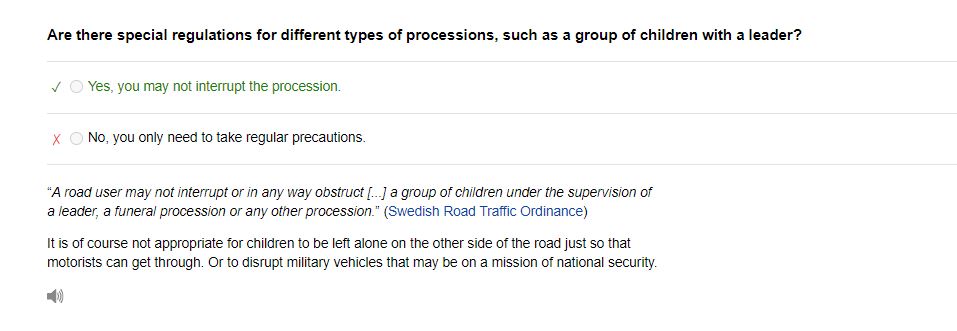 Are there special regulations for different types of processions, such as a group of children with a leader?
✓ Yes, you may not interrupt the procession.
X No, you only need to take regular precautions.
“A road user may not interrupt or in any way obstruct [...] a group of children under the supervision of
a leader, a funeral procession or any other procession.” (Swedish Road Traffic Ordinance)
It is of course not appropriate for children to be left alone on the other side of the road just so that
motorists can get through. Or to disrupt military vehicles that may be on a mission of national security.